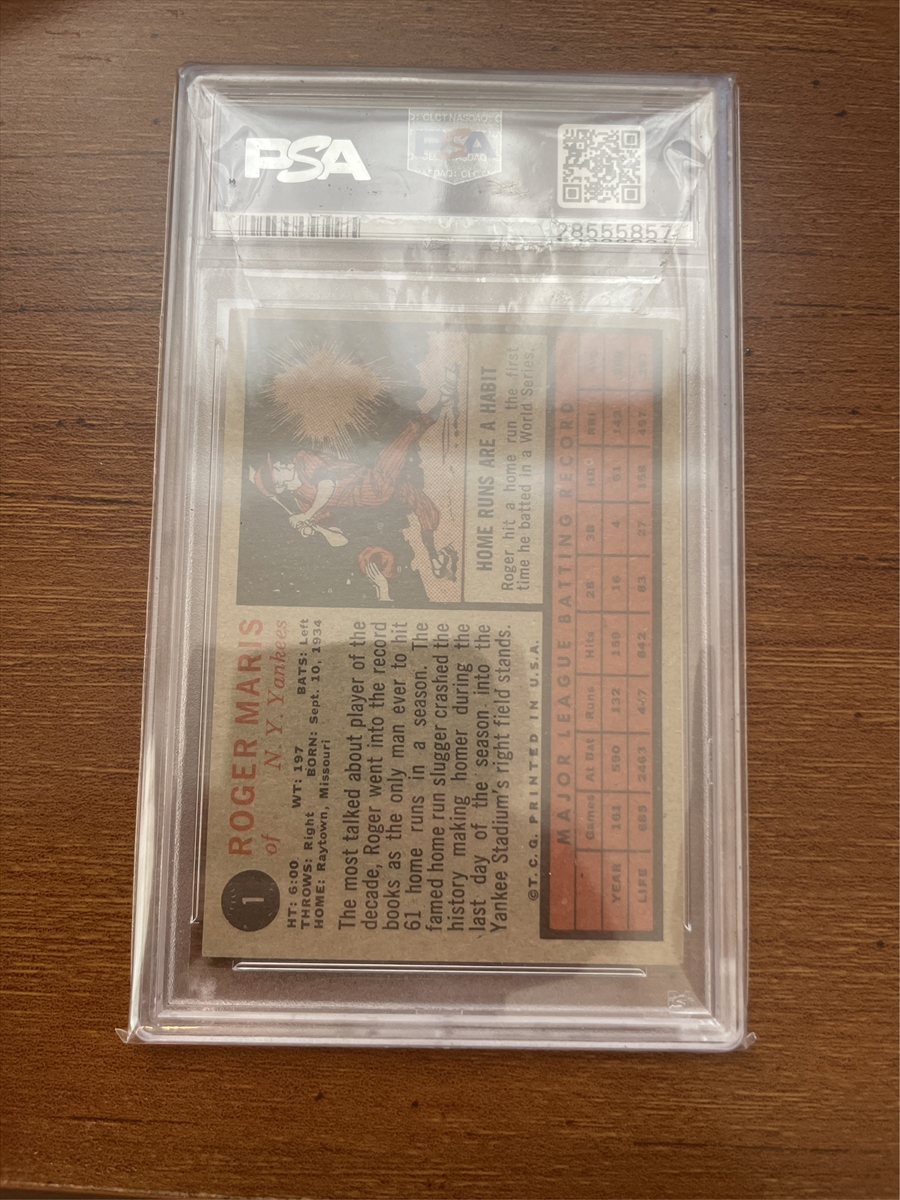 PSA
PSA
28555857
1
ROGER MARIS
of N. Y. Yankees
HT: 6:00 WT: 197 BATS: Left
THROWS: Right BORN: Sept. 10, 1934
HOME: Raytown, Missouri
The most talked about player of the
decade, Roger went into the record
books as the only man ever to hit
61 home runs in a season. The
famed home run slugger crashed the
history making homer during the
last day of the season into the
Yankee Stadium's right field stands.
©T. C. G. PRINTED IN U.S.A.
HOME RUNS ARE A HABIT
Roger hit a home run the first
time he batted in a World Series.
MAJOR LEAGUE BATTING RECORD
Games At Bat Runs Hits 2B 3B HR RBI
YEAR 161 590 132 159 16 4 61 142
LIFE 2463 642 83 27 158